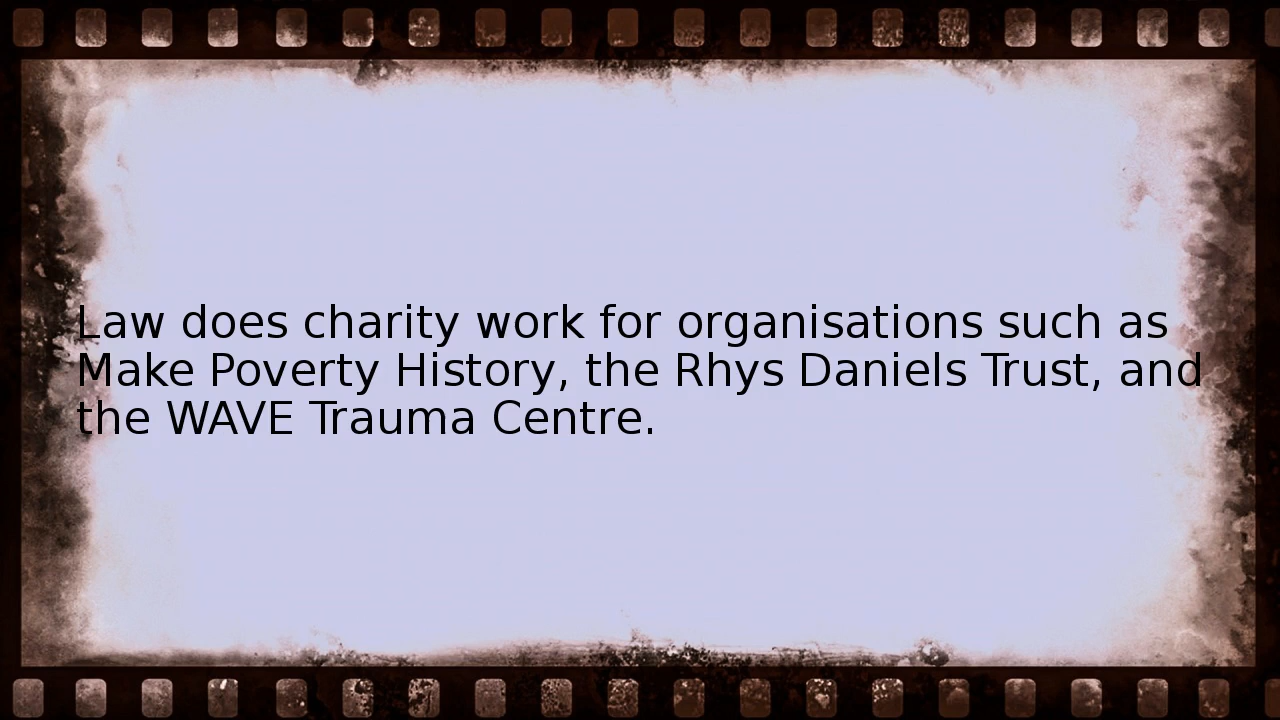 Law does charity work for organisations such as
Make Poverty History, the Rhys Daniels Trust, and
the WAVE Trauma Centre.